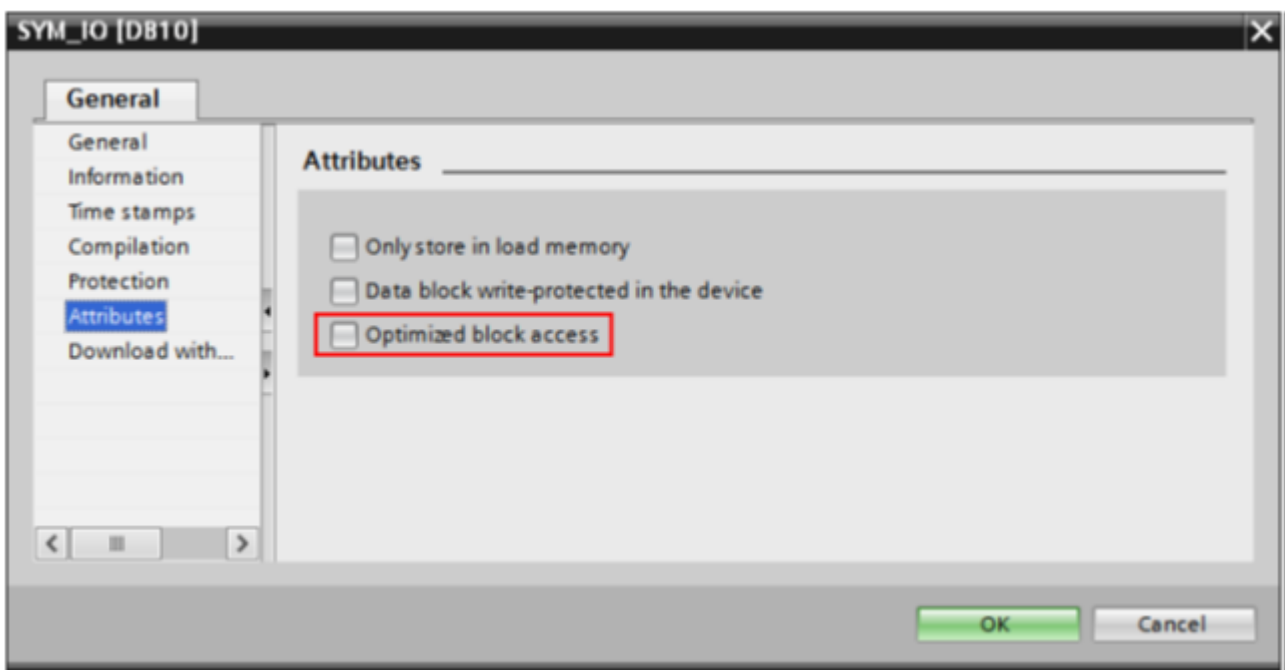 SYM_IO [DB10]
General
General
Information
Time stamps
Compilation
Protection
Attributes
Download with...
Attributes
Only store in load memory
Data block write-protected in the device
Optimized block access
OK
Cancel